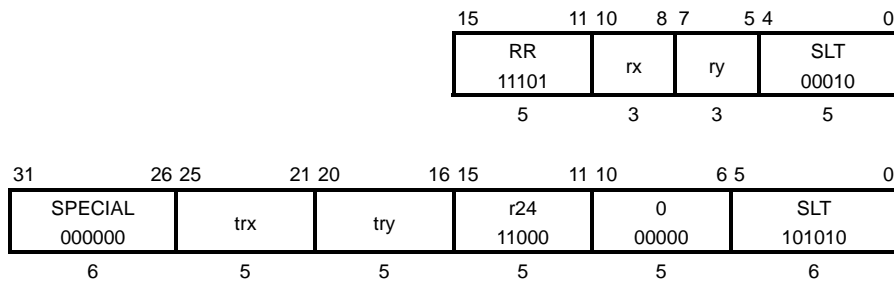 15 11 10 8 7 5 4 0
RR rx ry SLT
11101 00010
5 3 3 5
31 26 25 21 20 16 15 11 10 6 5 0
SPECIAL trx try r24 0 SLT
000000 11000 00000 101010
6 5 5 5 5 6